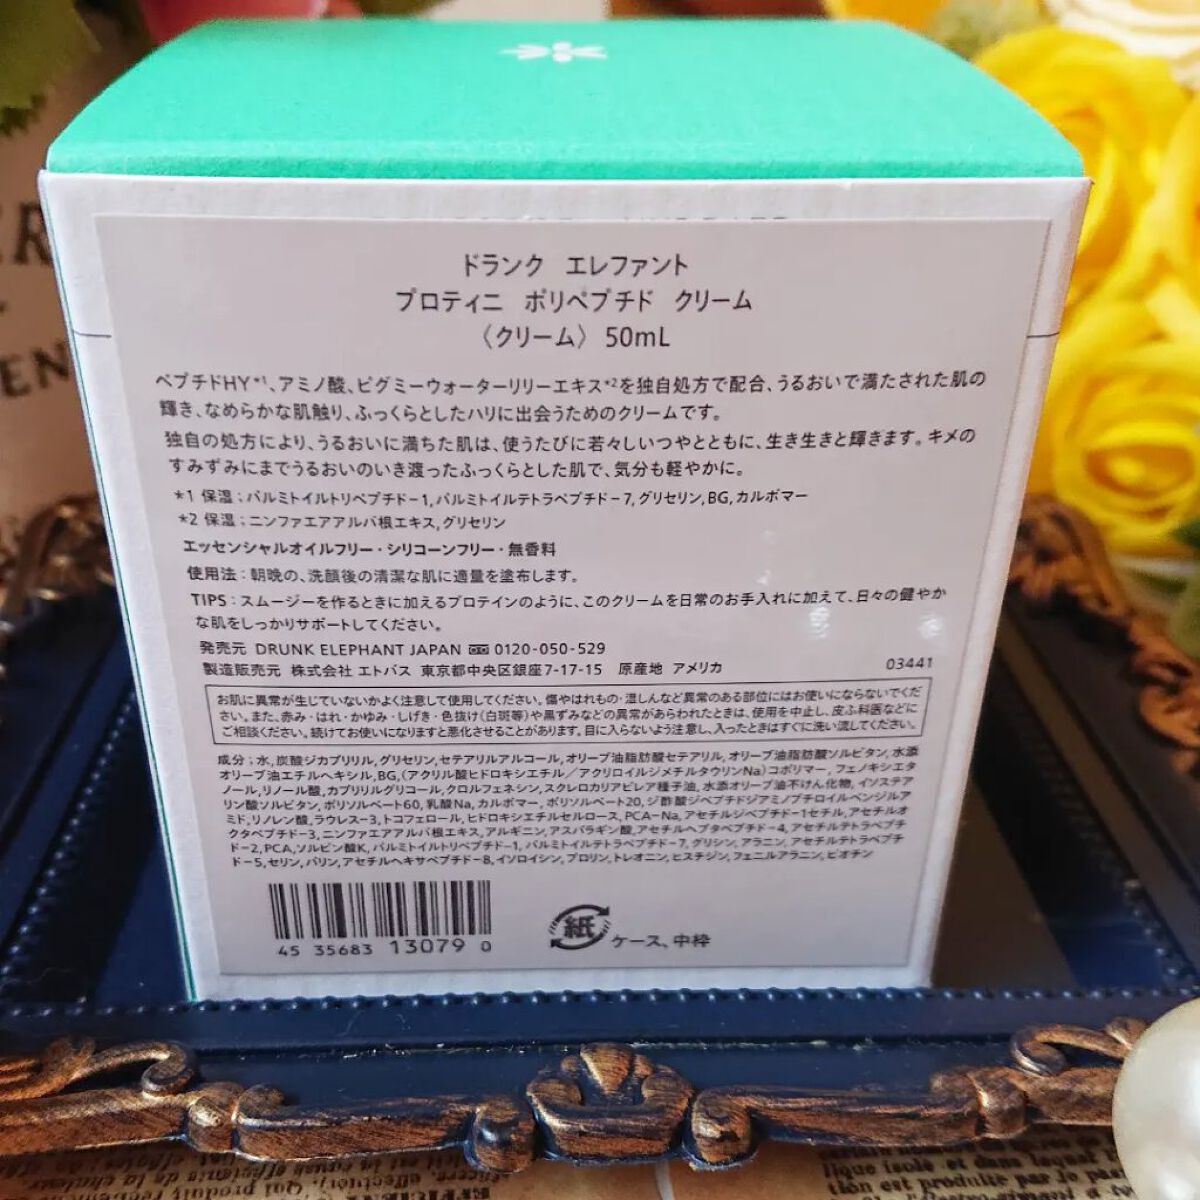 ドランク エレファント
プロティニ ポリペプチド クリーム
〈クリーム〉 50mL
ペプチドHY*1、アミノ酸、ピグミーウォーターリリーエキス*2を独自処方で配合、うるおいで満たされた肌の
輝き、なめらかな肌触り、ふっくらとしたハリに出会うためのクリームです。
独自の処方により、うるおいに満ちた肌は、使うたびに若々しいつやとともに、生き生きと輝きます。キメの
すみずみにまでうるおいのいき渡ったふっくらとした肌で、気分も軽やかに。
*1 保湿；パルミトイルトリペプチド-1, パルミトイルテトラペプチド-7, グリセリン, BG, カルボマー
*2 保湿；ニンファエアアルバ根エキス, グリセリン
エッセンシャルオイルフリー・シリコーンフリー・無香料
使用法：朝晩の、洗顔後の清潔な肌に適量を塗布します。
TIPS：スムージーを作るときに加えるプロテインのように、このクリームを日常のお手入れに加えて、日々の健やか
な肌をしっかりサポートしてください。
発売元 DRUNK ELEPHANT JAPAN 0120-050-529
製造販売元 株式会社 エトバス 東京都中央区銀座7-17-15 原産地 アメリカ 03441
お肌に異常が生じていないかよく注意して使用してください。傷やはれもの・湿しんなど異常のある部位にはお使いにならないでくだ
さい。また、赤み・はれ・かゆみ・しげき・色抜け(白斑等)や黒ずみなどの異常があらわれたときは、使用を中止し、皮ふ科医などに
ご相談ください。続けてお使いになりますと悪化させることがあります。目に入らないよう注意し、入ったときはすぐに洗い流してください。
成分；水, 炭酸ジカプリリル, グリセリン, セテアリルアルコール, オリーブ油脂肪酸セテアリル, オリーブ油脂肪酸ソルビタン, 水添
オリーブ油エチルヘキシル, BG, (アクリル酸ヒドロキシエチル／アクリロイルジメチルタウリンNa)コポリマー, フェノキシエタ
ノール, リノール酸, カプリリルグリコール, クロルフェネシン, スクレロカリアビレア種子油, 水添オリーブ油不けん化物, イソステア
リン酸ソルビタン, ポリソルベート60, 乳酸Na, カルボマー, ポリソルベート20, ジ酢酸ジペプチドジアミノブチロイルベンジルア
ミド, リノレン酸, ラウレス-3, トコフェロール, ヒドロキシエチルセルロース, PCA-Na, アセチルジペプチド-1セチル, アセチルオ
クタペプチド-3, ニンファエアアルバ根エキス, アルギニン, アスパラギン酸, アセチルヘプタペプチド-4, アセチルテトラペプチ
ド-2, PCA, ソルビン酸K, パルミトイルトリペプチド-1, パルミトイルテトラペプチド-7, グリシン, アラニン, アセチルテトラペプチ
ド-5, セリン, バリン, アセチルヘキサペプチド-8, イソロイシン, プロリン, トレオニン, ヒスチジン, フェニルアラニン, ビオチン
45 35683 13079 0
紙
ケース、中枠